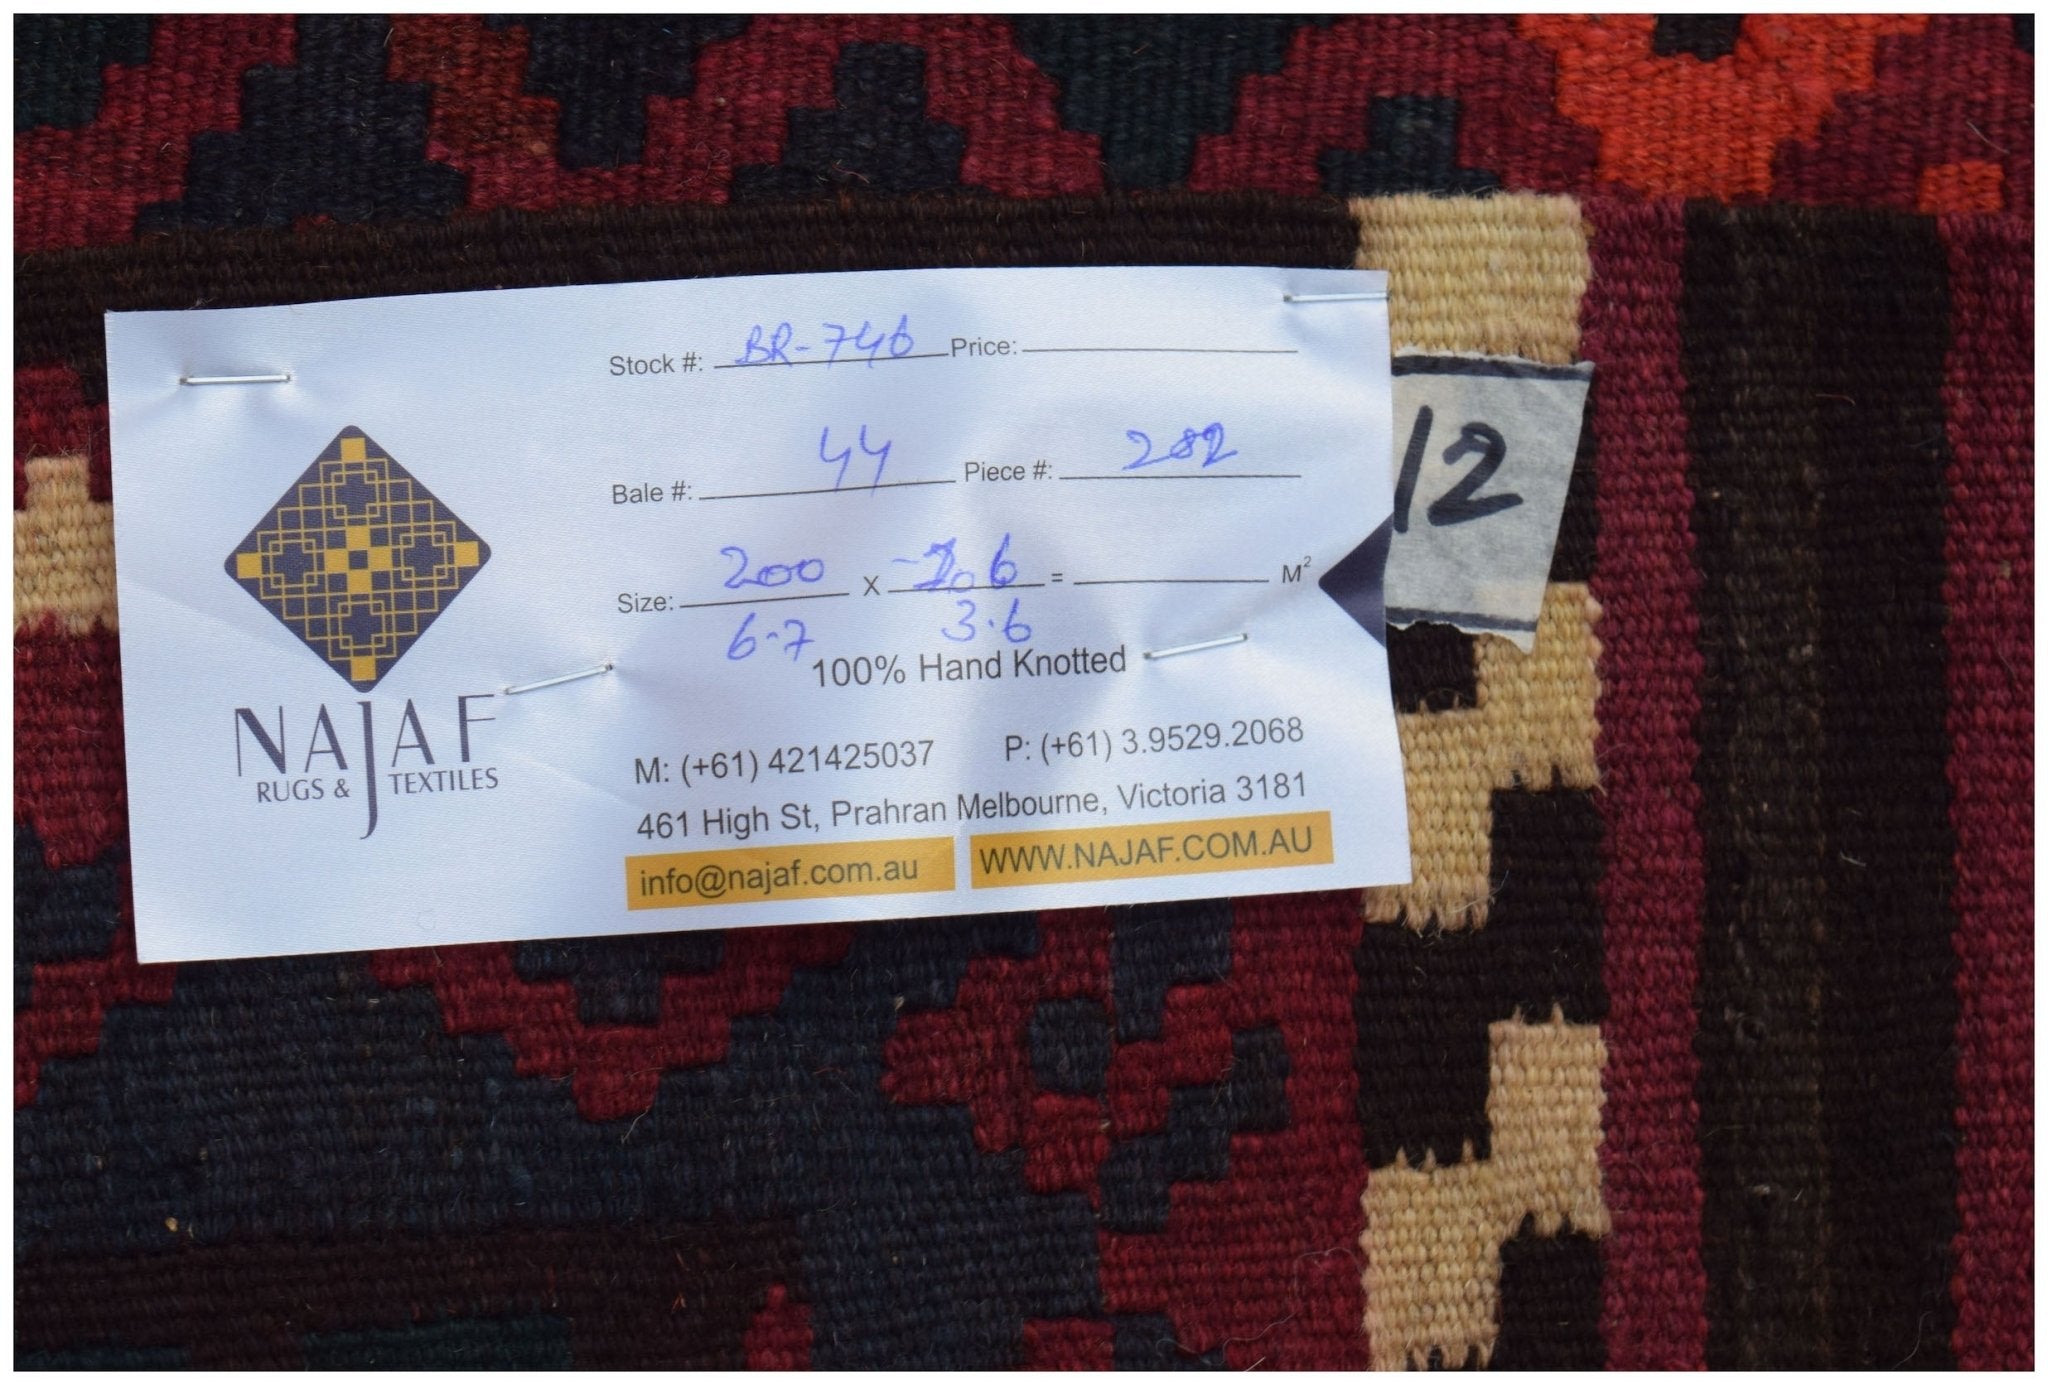 Stock #: BR-746 Price:
Bale #: 44 Piece #: 282
Size: 200 X 106 = M²
6-7 3.6
100% Hand Knotted
NAJAF
RUGS & TEXTILES
M: (+61) 421425037 P: (+61) 3.9529.2068
461 High St, Prahran Melbourne, Victoria 3181
info@najaf.com.au WWW.NAJAF.COM.AU
12